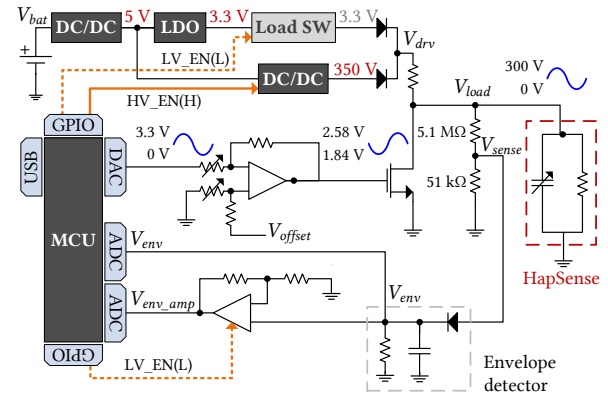 V_bat
DC/DC
5 V
LDO
3.3 V
Load SW
3.3 V
V_drv
LV_EN(L)
DC/DC
350 V
HV_EN(H)
GPIO
V_load
300 V
0 V
USB
MCU
DAC
3.3 V
0 V
2.58 V
1.84 V
5.1 MΩ
V_sense
51 kΩ
V_offset
HapSense
ADC
V_env
ADC
V_env_amp
V_env
GPIO
LV_EN(L)
Envelope
detector